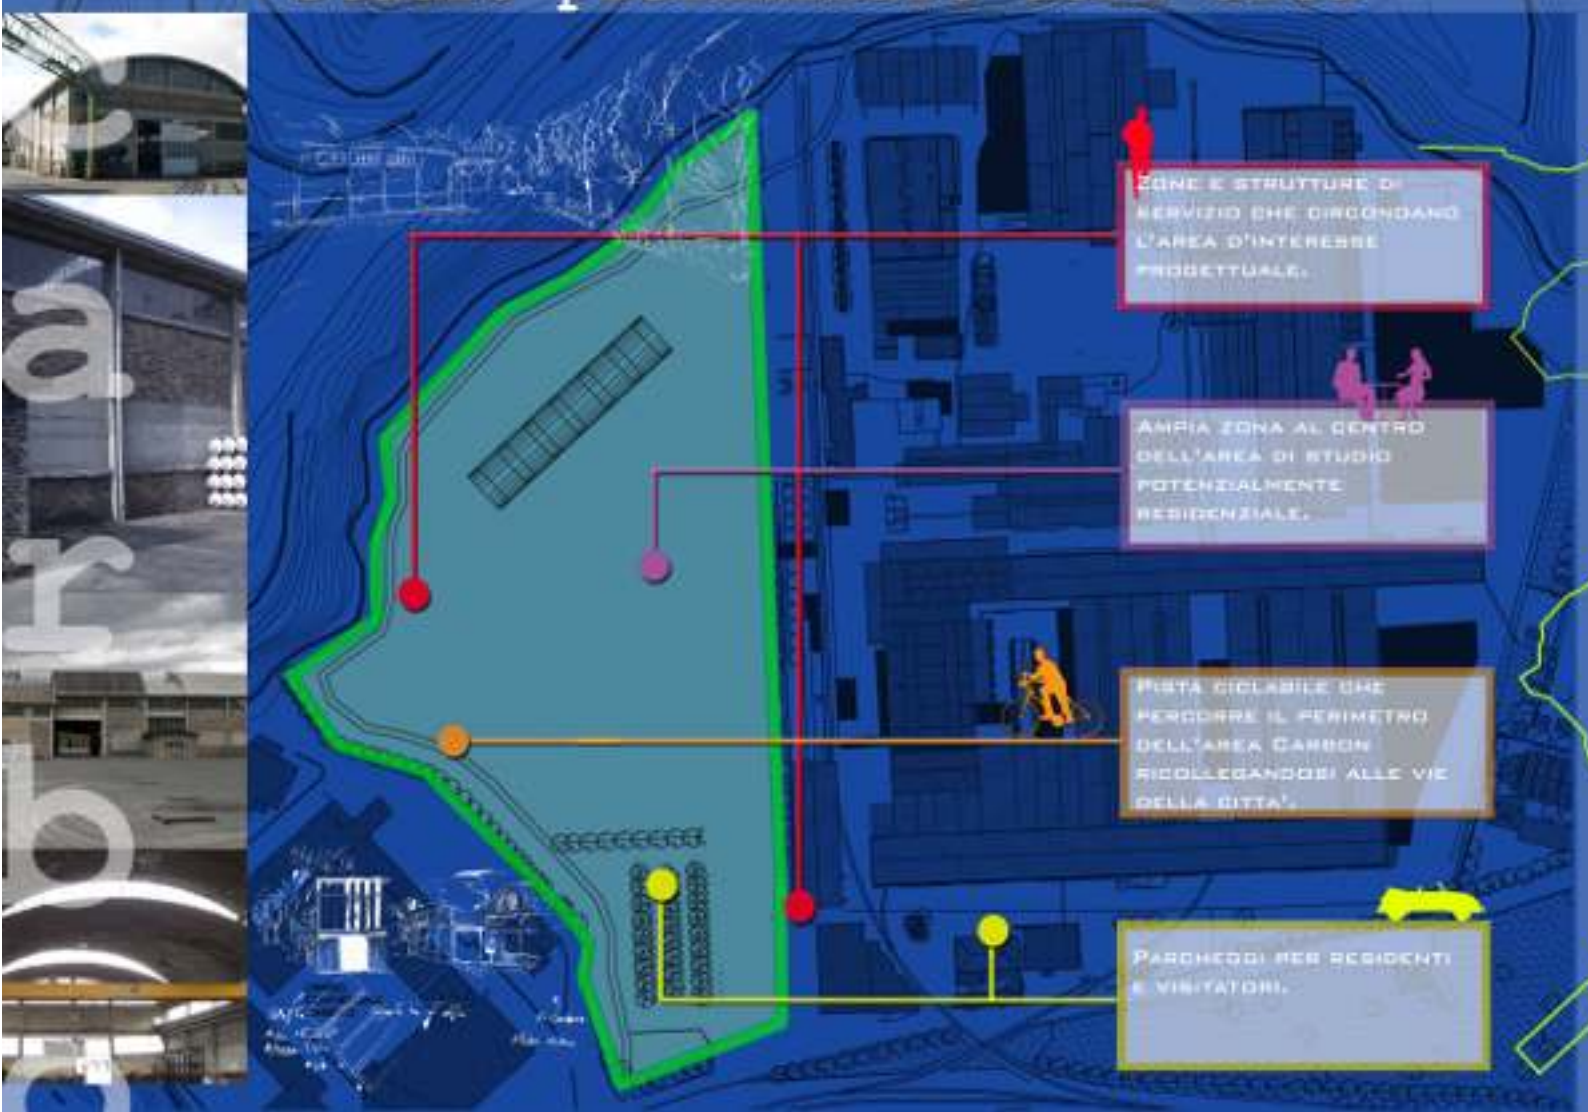 c
a
r
b
o
ZONE E STRUTTURE DI
SERVIZIO CHE CIRCONDANO
L'AREA D'INTERESSE
PROGETTUALE.
AMPIA ZONA AL CENTRO
DELL'AREA DI STUDIO
POTENZIALMENTE
RESIDENZIALE.
PISTA CICLABILE CHE
PERCORRE IL PERIMETRO
DELL'AREA CARBON
RICOLLEGANDOSI ALLE VIE
DELLA CITTA'.
PARCHEGGI PER RESIDENTI
E VISITATORI.